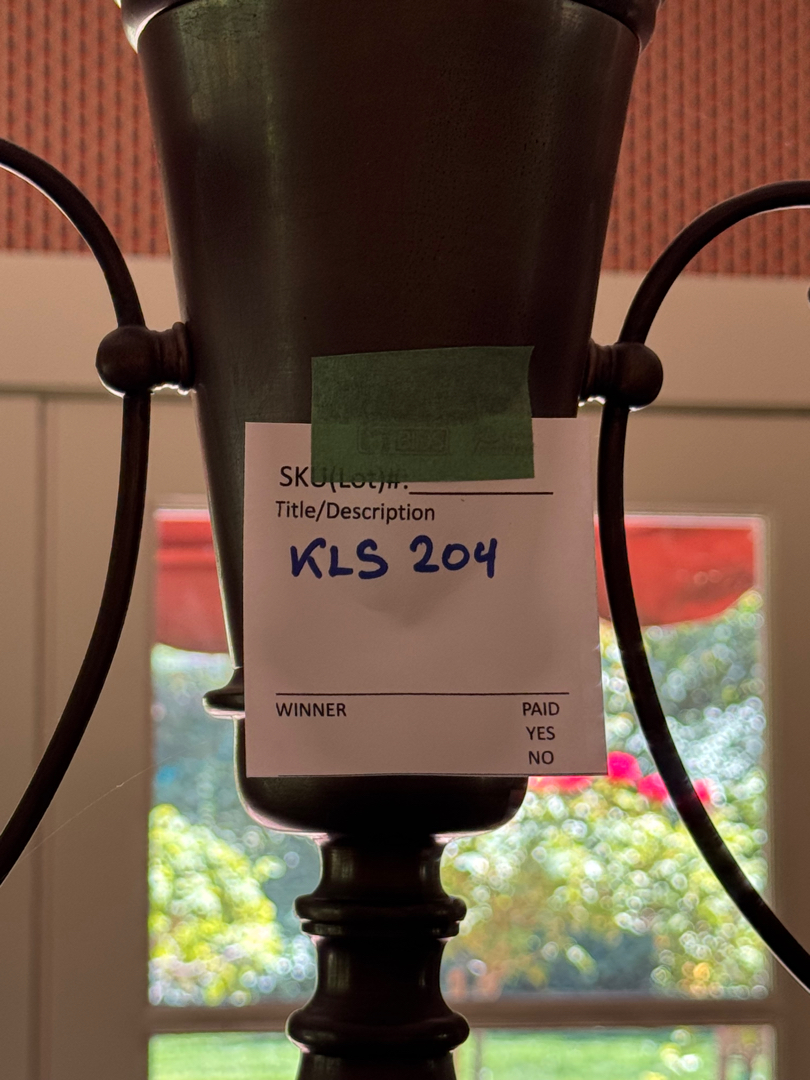 SKU(Lot)#:
Title/Description
KLS 204
WINNER PAID
YES
NO